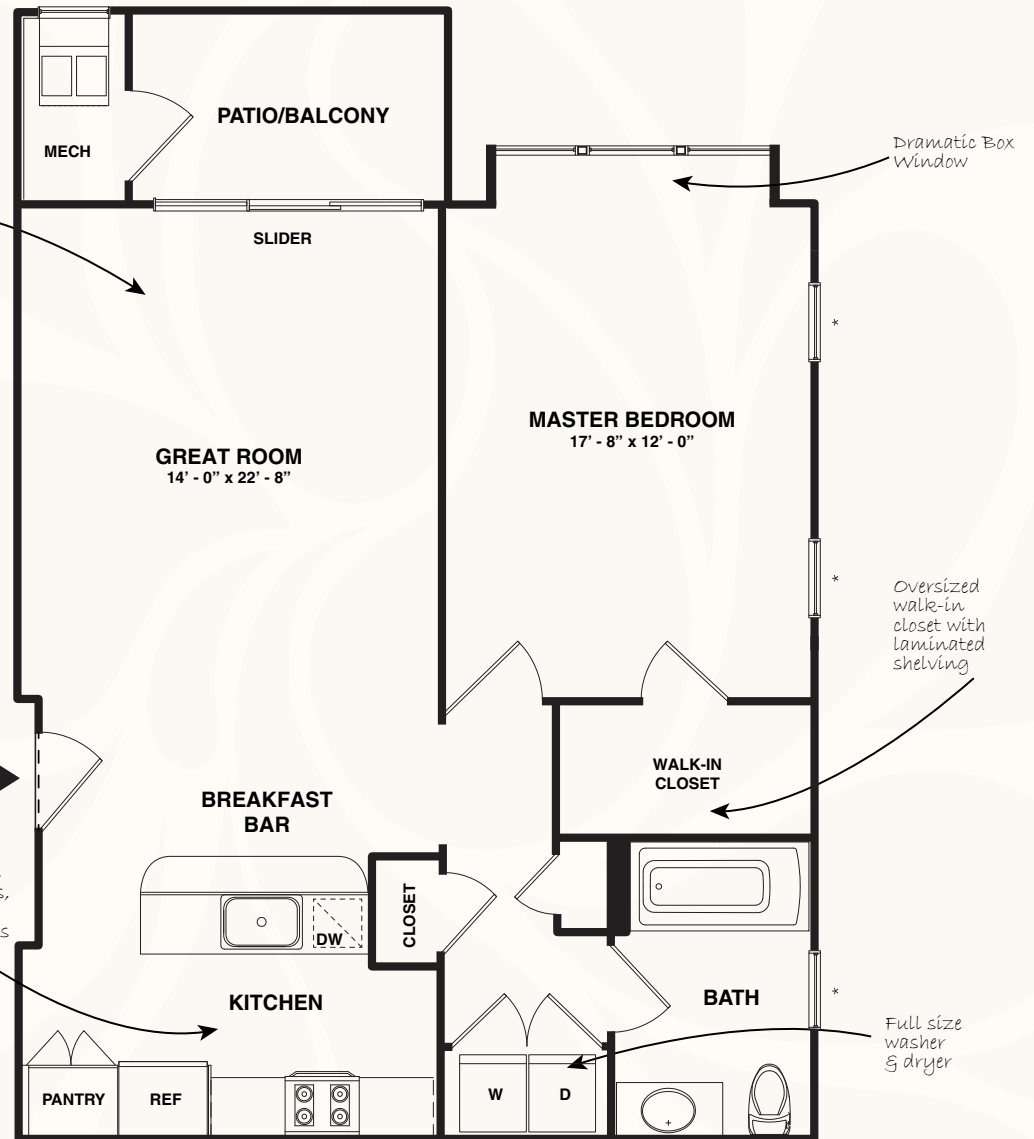 PATIO/BALCONY
MECH
Dramatic Box
Window
SLIDER
*
MASTER BEDROOM
17’ - 8” x 12’ - 0”
GREAT ROOM
14’ - 0” x 22’ - 8”
*
Oversized
walk-in
closet with
laminated
shelving
WALK-IN
CLOSET
BREAKFAST
BAR
CLOSET
DW
KITCHEN
BATH
*
Full size
washer
& dryer
PANTRY
REF
W
D